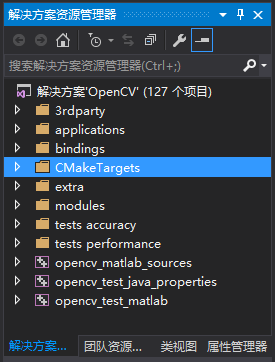 解决方案资源管理器
搜索解决方案资源管理器(Ctrl+;)
解决方案'OpenCV' (127 个项目)
3rdparty
applications
bindings
CMakeTargets
extra
modules
tests accuracy
tests performance
opencv_matlab_sources
opencv_test_java_properties
opencv_test_matlab
解决方案... 团队资源... 类视图 属性管理器